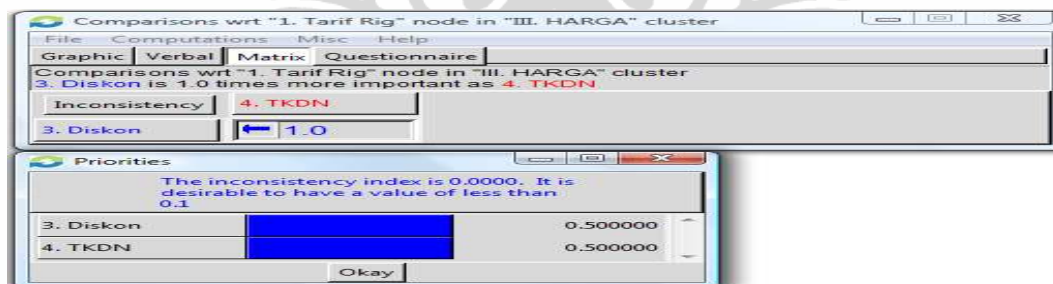 Comparisons wrt "1. Tarif Rig" node in "III. HARGA" cluster
File Computations Misc Help
Graphic Verbal Matrix Questionnaire
Comparisons wrt "1. Tarif Rig" node in "III. HARGA" cluster
3. Diskon is 1.0 times more important as 4. TKDN
Inconsistency 4. TKDN
3. Diskon 1.0
Priorities
The inconsistency index is 0.0000. It is
desirable to have a value of less than
0.1
3. Diskon 0.500000
4. TKDN 0.500000
Okay